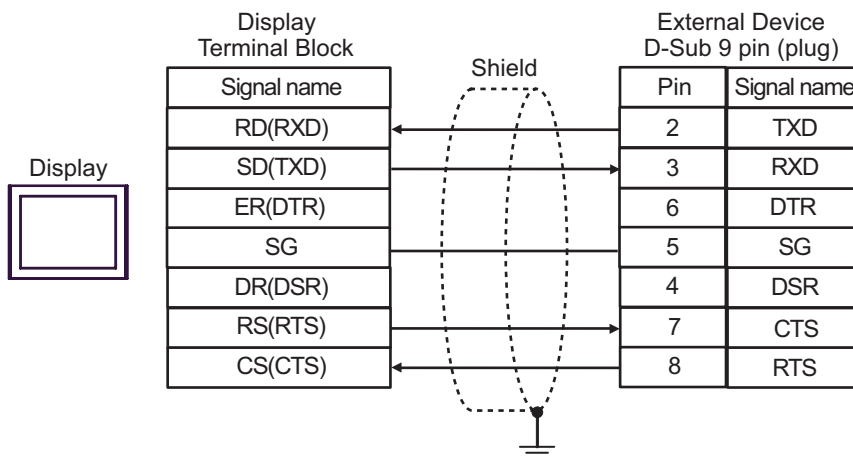 Display
Terminal Block
External Device
D-Sub 9 pin (plug)
Shield
Signal name
Pin Signal name
RD(RXD) 2 TXD
SD(TXD) 3 RXD
Display
ER(DTR) 6 DTR
SG 5 SG
DR(DSR) 4 DSR
RS(RTS) 7 CTS
CS(CTS) 8 RTS